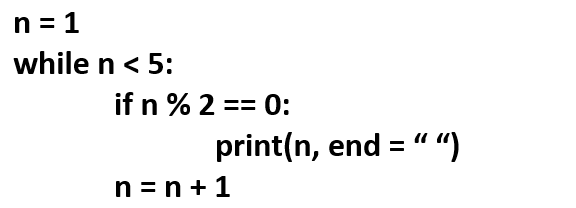 n = 1
while n < 5:
if n % 2 == 0:
print(n, end = “ “)
n = n + 1